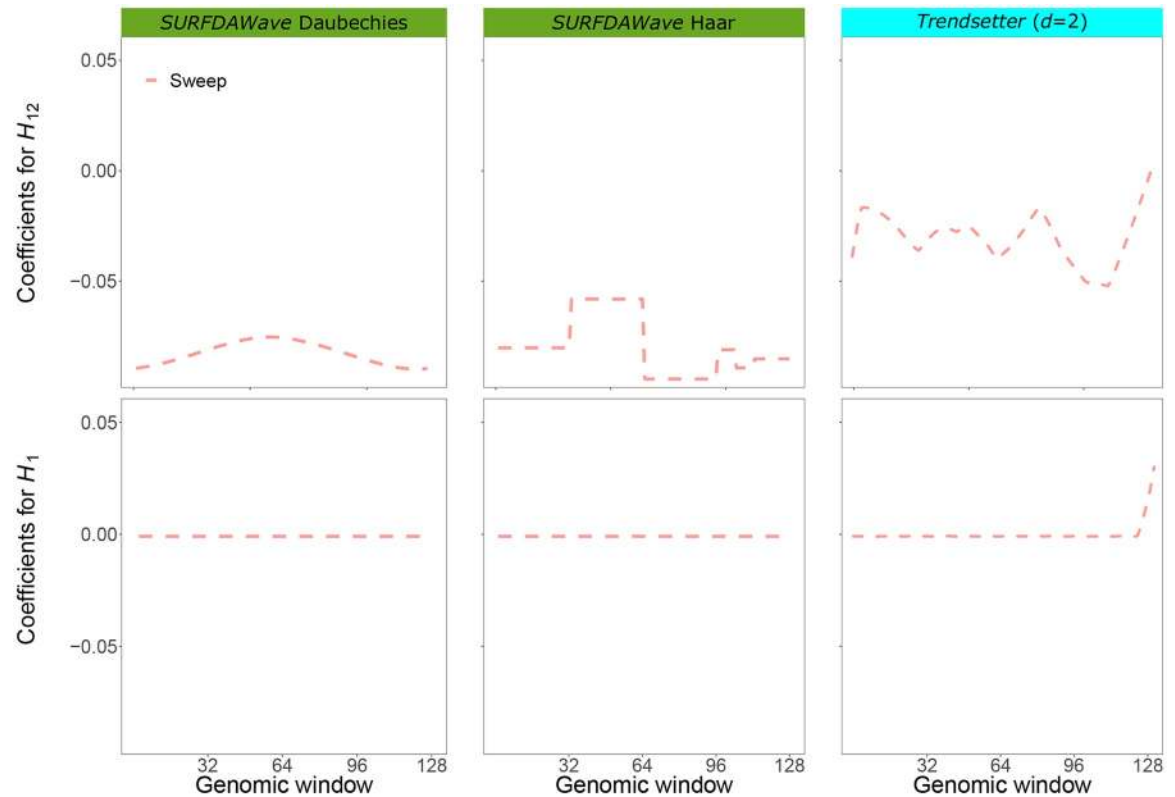 SURFDAWave Daubechies
SURFDAWave Haar
Trendsetter (d=2)
Coefficients for H12
0.05
0.00
−0.05
Sweep
Coefficients for H1
0.05
0.00
−0.05
32 64 96 128
32 64 96 128
32 64 96 128
Genomic window
Genomic window
Genomic window